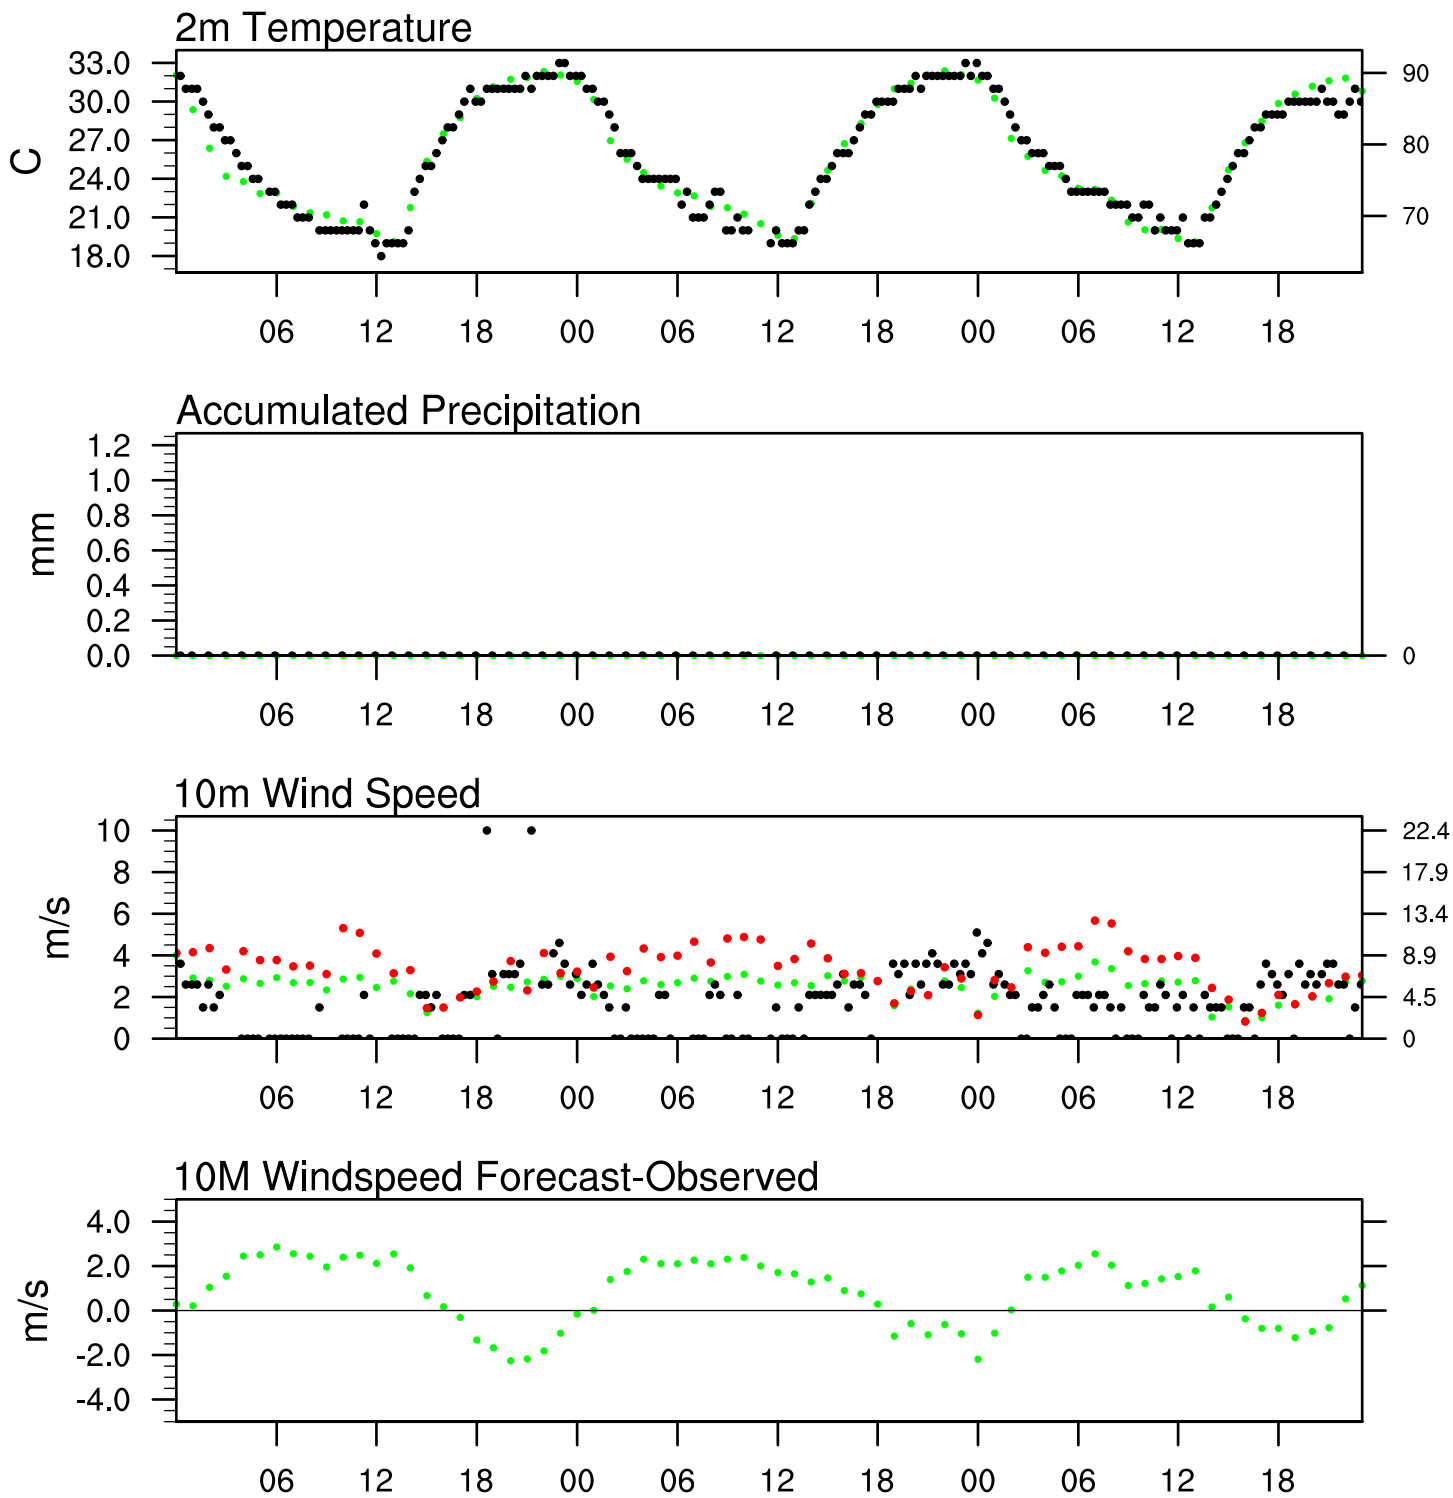 2m Temperature
33.0
30.0
27.0
24.0
21.0
18.0
C
90
80
70
06 12 18 00 06 12 18 00 06 12 18
Accumulated Precipitation
1.2
1.0
0.8
0.6
0.4
0.2
0.0
mm
0
06 12 18 00 06 12 18 00 06 12 18
10m Wind Speed
10
8
6
4
2
0
m/s
22.4
17.9
13.4
8.9
4.5
0
06 12 18 00 06 12 18 00 06 12 18
10M Windspeed Forecast-Observed
4.0
2.0
0.0
-2.0
-4.0
m/s
06 12 18 00 06 12 18 00 06 12 18